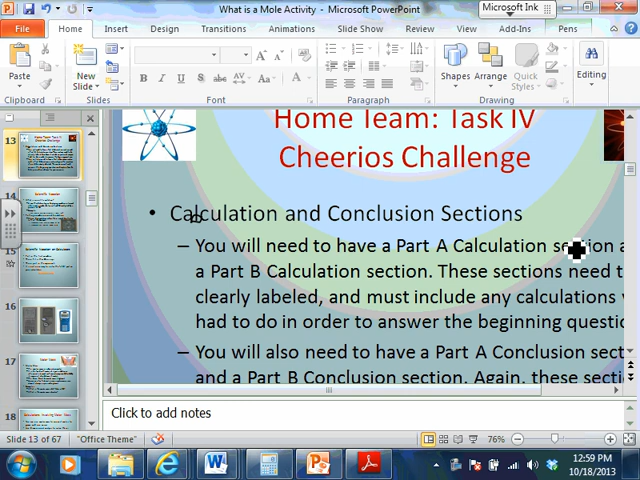 What is a Mole Activity - Microsoft PowerPoint
Microsoft Ink
File Home Insert Design Transitions Animations Slide Show Review View Add-Ins Pens
Paste New Slide Shapes Arrange Quick Styles Editing
Clipboard Slides Font Paragraph Drawing
Home Team: Task IV
Cheerios Challenge
• Calculation and Conclusion Sections
– You will need to have a Part A Calculation section
a Part B Calculation section. These sections need
clearly labeled, and must include any calculations
had to do in order to answer the beginning
– You will also need to have a Part A Conclusion
and a Part B Conclusion section. Again, these
13
14
15
16
17
18
Click to add notes
Slide 13 of 67 "Office Theme" 76%
12:59 PM
10/18/2013